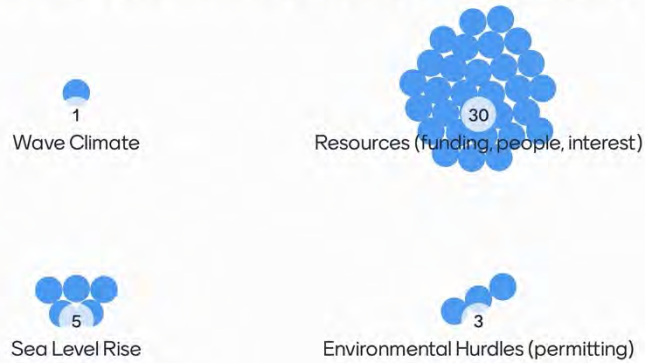 1
Wave Climate
30
Resources (funding, people, interest)
5
Sea Level Rise
3
Environmental Hurdles (permitting)